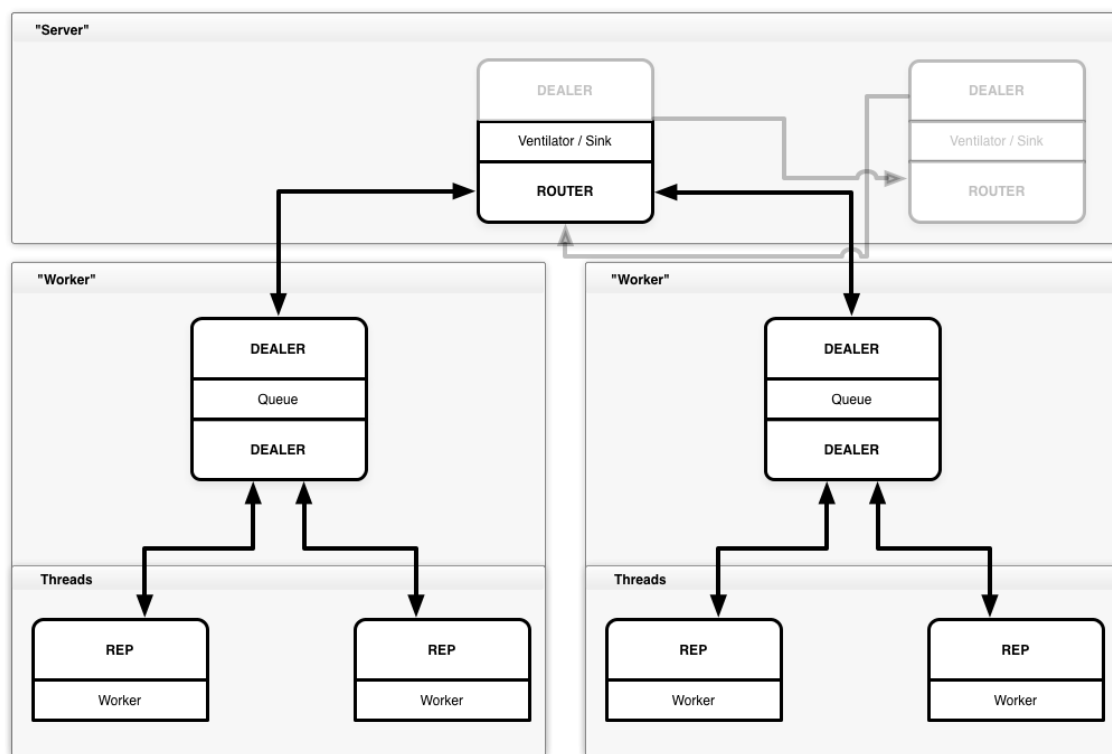 "Server"
DEALER
DEALER
Ventilator / Sink
Ventilator / Sink
ROUTER
ROUTER
"Worker"
"Worker"
DEALER
DEALER
Queue
Queue
DEALER
DEALER
Threads
Threads
REP
REP
REP
REP
Worker
Worker
Worker
Worker